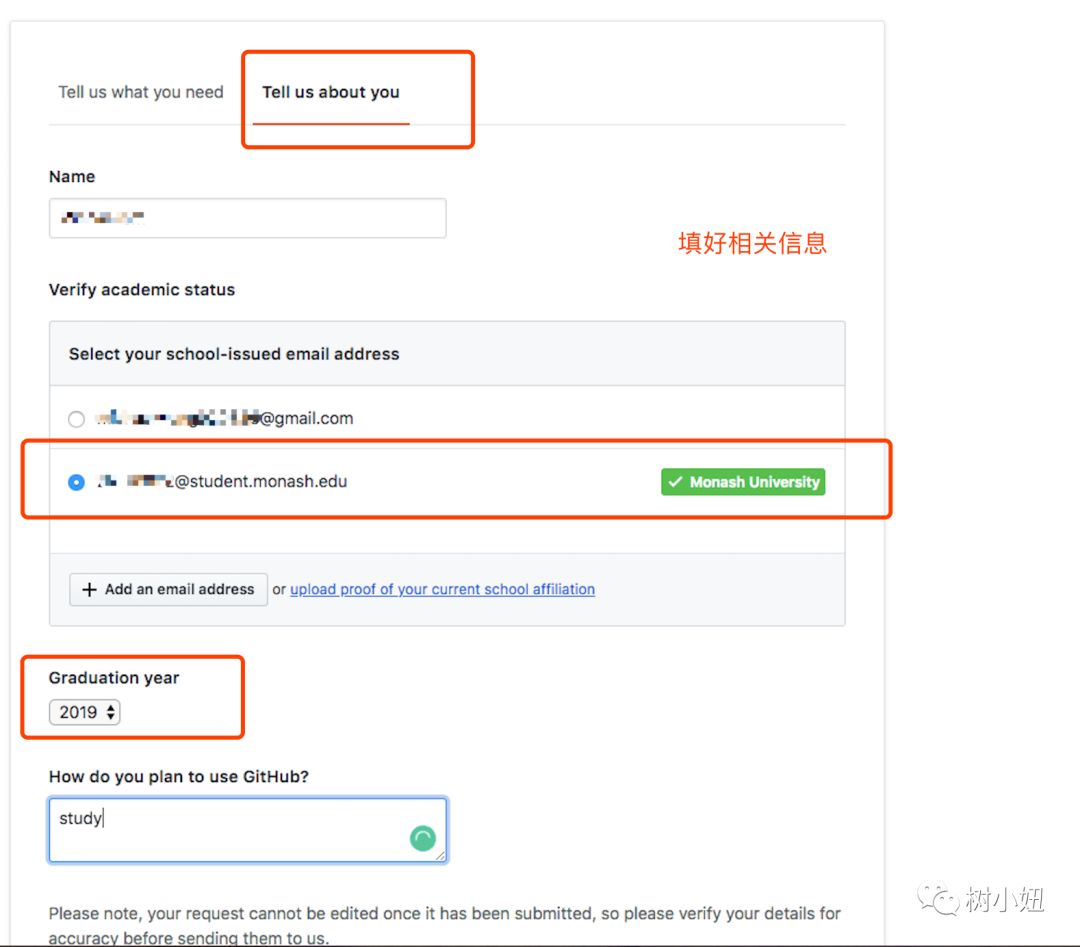 Tell us what you need Tell us about you
Name
填好相关信息
Verify academic status
Select your school-issued email address
@gmail.com
@student.monash.edu Monash University
Add an email address or upload proof of your current school affiliation
Graduation year
2019
How do you plan to use GitHub?
study
Please note, your request cannot be edited once it has been submitted, so please verify your details for
accuracy before sending them to us.
树小妞